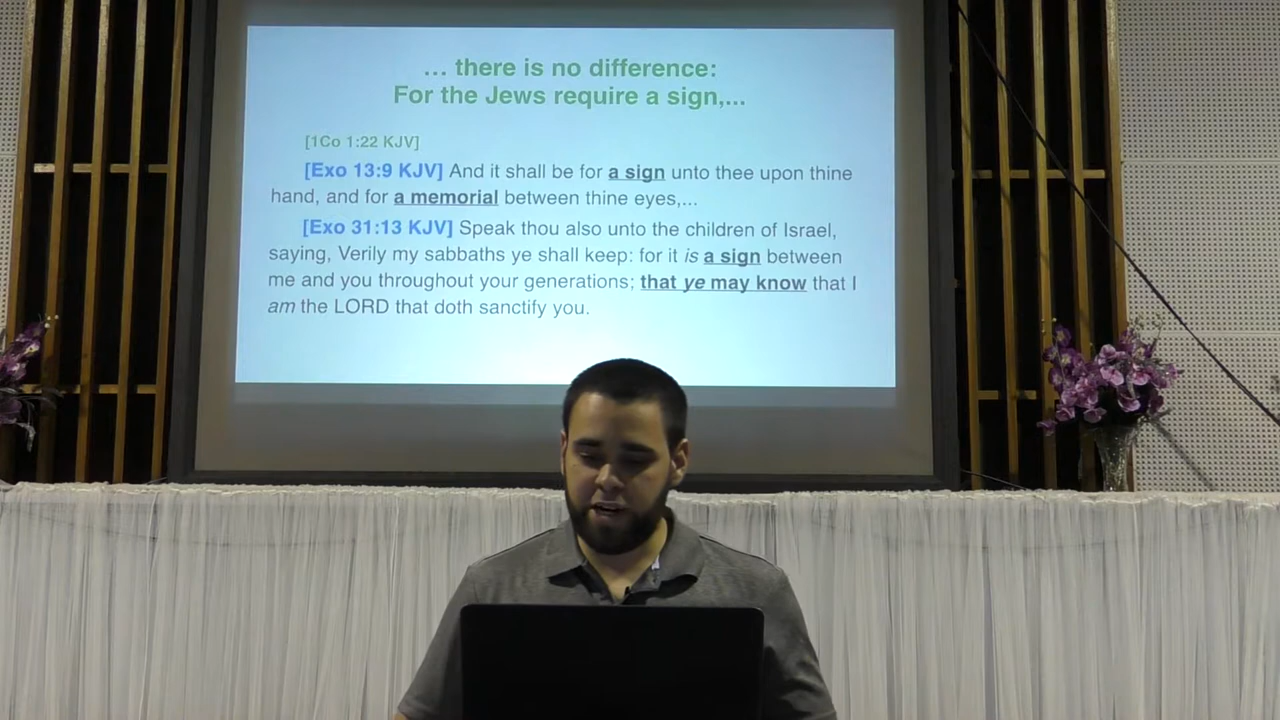 ... there is no difference:
For the Jews require a sign,...
[1Co 1:22 KJV]
[Exo 13:9 KJV] And it shall be for a sign unto thee upon thine
hand, and for a memorial between thine eyes,...
[Exo 31:13 KJV] Speak thou also unto the children of Israel,
saying, Verily my sabbaths ye shall keep: for it is a sign between
me and you throughout your generations; that ye may know that I
am the LORD that doth sanctify you.